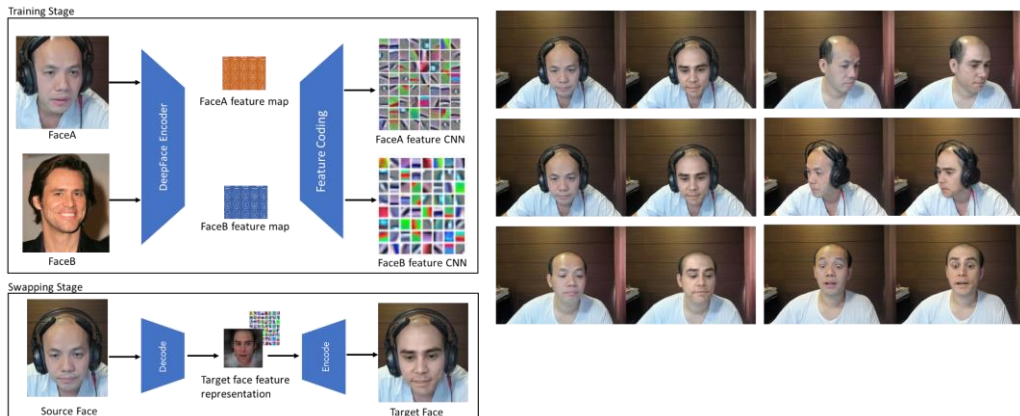 Training Stage
FaceA
DeepFace Encoder
FaceA feature map
Feature Coding
FaceA feature CNN
FaceB
FaceB feature map
FaceB feature CNN
Swapping Stage
Source Face
Decode
Target face feature
representation
Encode
Target Face